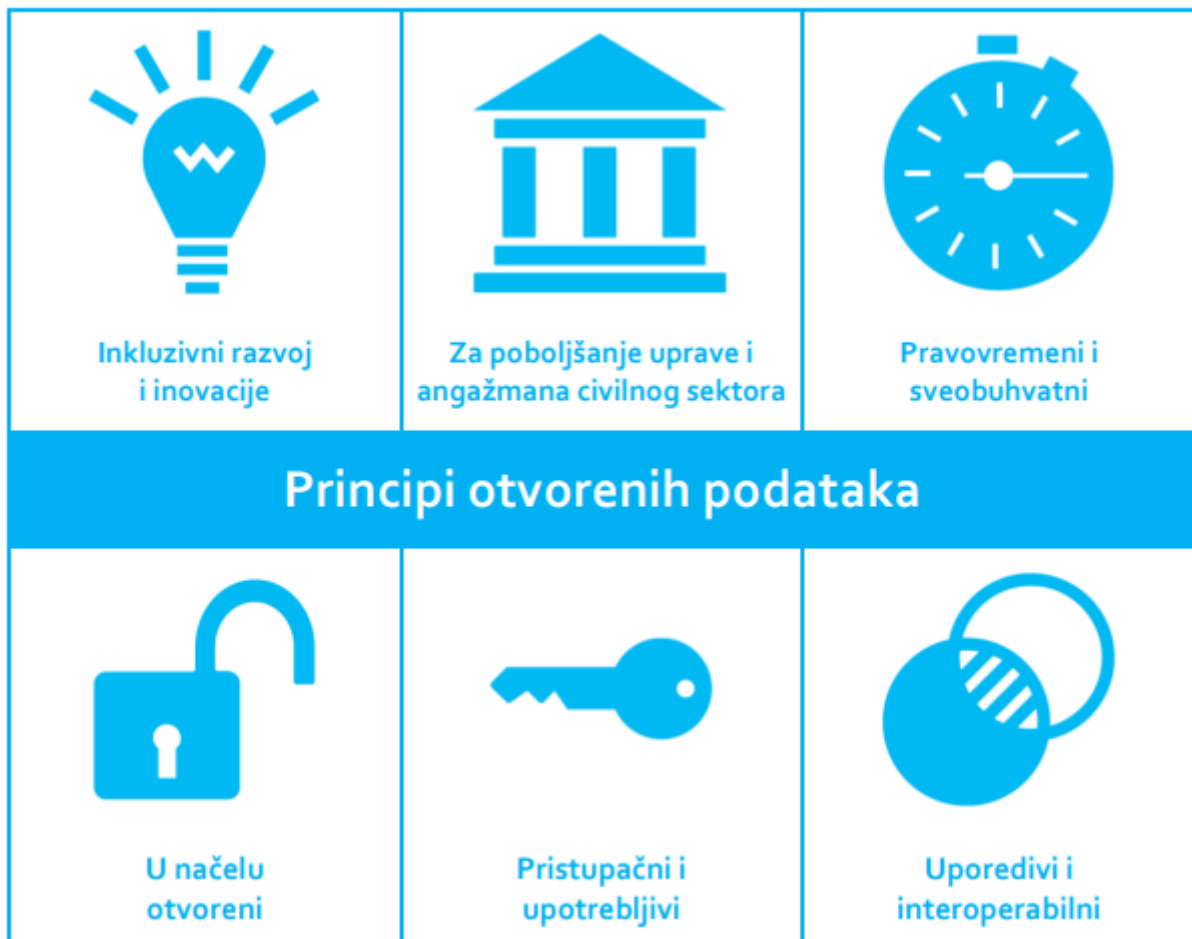 Inkluzivni razvoj
i inovacije
Za poboljšanje uprave i
angažmana civilnog sektora
Pravovremeni i
sveobuhvatni
Principi otvorenih podataka
U načelu
otvoreni
Pristupačni i
upotrebljivi
Uporedivi i
interoperabilni